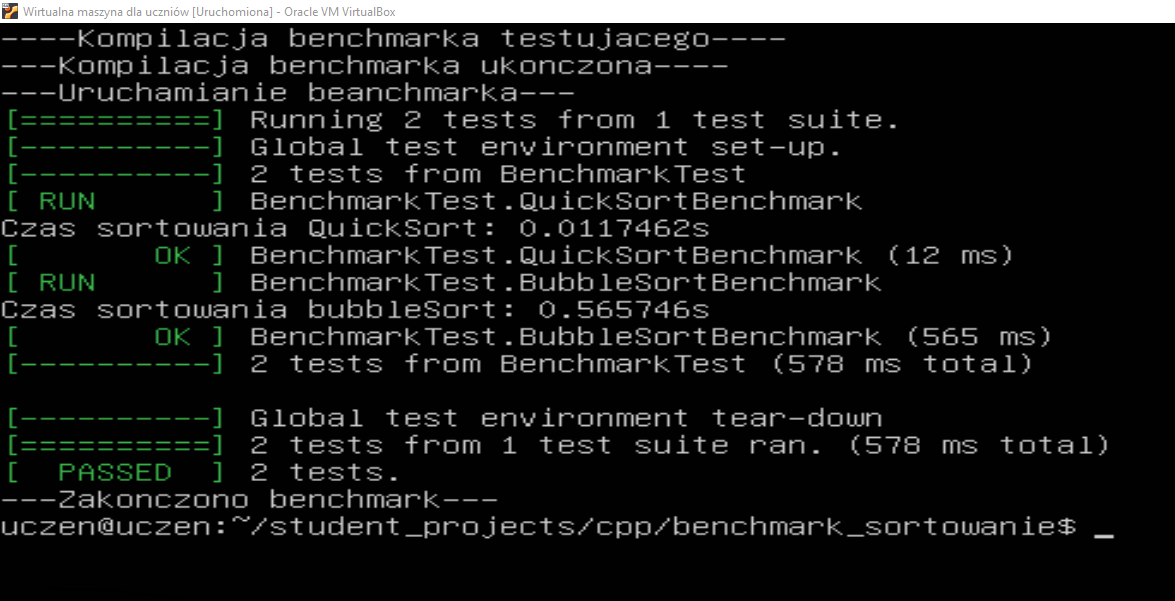 Wirtualna maszyna dla uczniów [Uruchomiona] - Oracle VM VirtualBox
----Kompilacja benchmarka testujacego----
---Kompilacja benchmarka ukonczona----
---Uruchamianie beanchmarka---
[==========] Running 2 tests from 1 test suite.
[----------] Global test environment set-up.
[----------] 2 tests from BenchmarkTest
[ RUN      ] BenchmarkTest.QuickSortBenchmark
Czas sortowania QuickSort: 0.0117462s
[       OK ] BenchmarkTest.QuickSortBenchmark (12 ms)
[ RUN      ] BenchmarkTest.BubbleSortBenchmark
Czas sortowania bubbleSort: 0.565746s
[       OK ] BenchmarkTest.BubbleSortBenchmark (565 ms)
[----------] 2 tests from BenchmarkTest (578 ms total)
[----------] Global test environment tear-down
[==========] 2 tests from 1 test suite ran. (578 ms total)
[  PASSED  ] 2 tests.
---Zakonczono benchmark---
uczen@uczen:~/student_projects/cpp/benchmark_sortowanie$ _